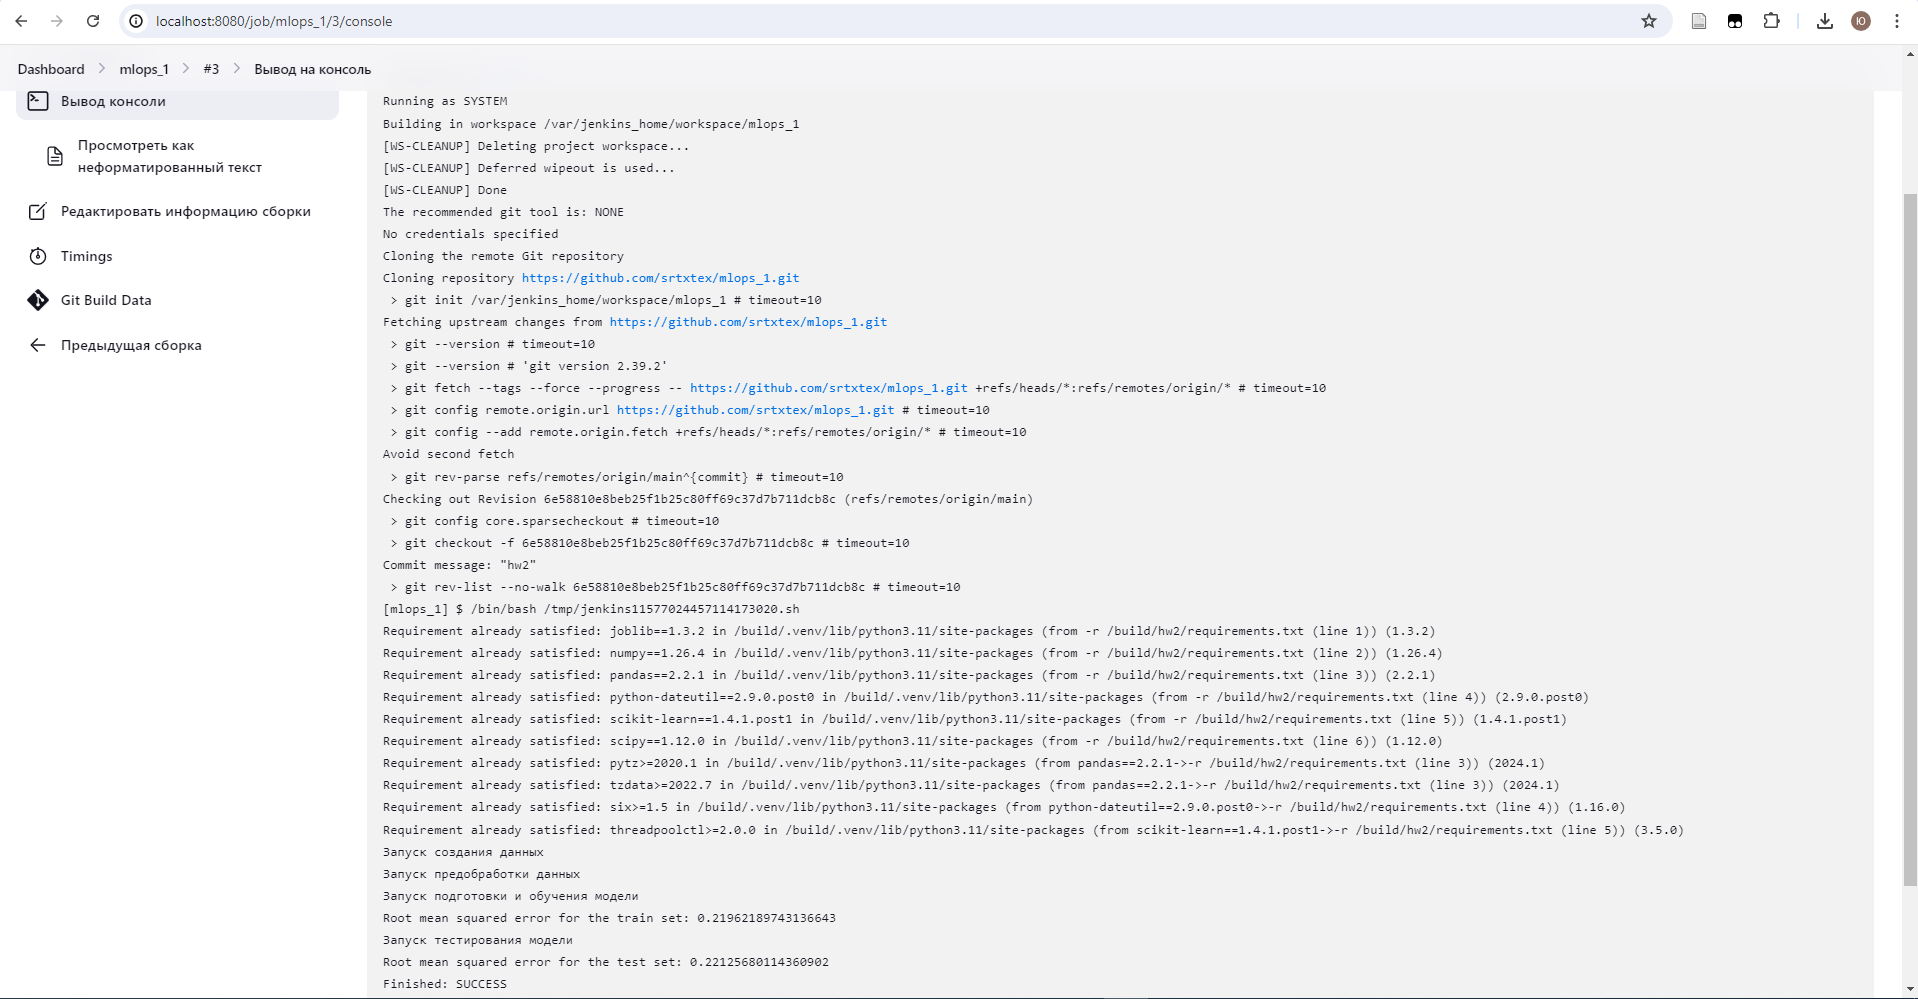 localhost:8080/job/mlops_1/3/console
Ю
Dashboard
mlops_1
#3
Вывод на консоль
Вывод консоли
Просмотреть как
неформатированный текст
Редактировать информацию сборки
Timings
Git Build Data
Предыдущая сборка
Running as SYSTEM
Building in workspace /var/jenkins_home/workspace/mlops_1
[WS-CLEANUP] Deleting project workspace...
[WS-CLEANUP] Deferred wipeout is used...
[WS-CLEANUP] Done
The recommended git tool is: NONE
No credentials specified
Cloning the remote Git repository
Cloning repository https://github.com/srtxtex/mlops_1.git
> git init /var/jenkins_home/workspace/mlops_1 # timeout=10
Fetching upstream changes from https://github.com/srtxtex/mlops_1.git
> git --version # timeout=10
> git --version # 'git version 2.39.2'
> git fetch --tags --force --progress -- https://github.com/srtxtex/mlops_1.git +refs/heads/*:refs/remotes/origin/* # timeout=10
> git config remote.origin.url https://github.com/srtxtex/mlops_1.git # timeout=10
> git config --add remote.origin.fetch +refs/heads/*:refs/remotes/origin/* # timeout=10
Avoid second fetch
> git rev-parse refs/remotes/origin/main^{commit} # timeout=10
Checking out Revision 6e58810e8beb25f1b25c80ff69c37d7b711dcb8c (refs/remotes/origin/main)
> git config core.sparsecheckout # timeout=10
> git checkout -f 6e58810e8beb25f1b25c80ff69c37d7b711dcb8c # timeout=10
Commit message: "hw2"
> git rev-list --no-walk 6e58810e8beb25f1b25c80ff69c37d7b711dcb8c # timeout=10
[mlops_1] $ /bin/bash /tmp/jenkins11577024457114173020.sh
Requirement already satisfied: joblib==1.3.2 in /build/.venv/lib/python3.11/site-packages (from -r /build/hw2/requirements.txt (line 1)) (1.3.2)
Requirement already satisfied: numpy==1.26.4 in /build/.venv/lib/python3.11/site-packages (from -r /build/hw2/requirements.txt (line 2)) (1.26.4)
Requirement already satisfied: pandas==2.2.1 in /build/.venv/lib/python3.11/site-packages (from -r /build/hw2/requirements.txt (line 3)) (2.2.1)
Requirement already satisfied: python-dateutil==2.9.0.post0 in /build/.venv/lib/python3.11/site-packages (from -r /build/hw2/requirements.txt (line 4)) (2.9.0.post0)
Requirement already satisfied: scikit-learn==1.4.1.post1 in /build/.venv/lib/python3.11/site-packages (from -r /build/hw2/requirements.txt (line 5)) (1.4.1.post1)
Requirement already satisfied: scipy==1.12.0 in /build/.venv/lib/python3.11/site-packages (from -r /build/hw2/requirements.txt (line 6)) (1.12.0)
Requirement already satisfied: pytz>=2020.1 in /build/.venv/lib/python3.11/site-packages (from pandas==2.2.1->-r /build/hw2/requirements.txt (line 3)) (2024.1)
Requirement already satisfied: tzdata>=2022.7 in /build/.venv/lib/python3.11/site-packages (from pandas==2.2.1->-r /build/hw2/requirements.txt (line 3)) (2024.1)
Requirement already satisfied: six>=1.5 in /build/.venv/lib/python3.11/site-packages (from python-dateutil==2.9.0.post0->-r /build/hw2/requirements.txt (line 4)) (1.16.0)
Requirement already satisfied: threadpoolctl>=2.0.0 in /build/.venv/lib/python3.11/site-packages (from scikit-learn==1.4.1.post1->-r /build/hw2/requirements.txt (line 5)) (3.5.0)
Запуск создания данных
Запуск предобработки данных
Запуск подготовки и обучения модели
Root mean squared error for the train set: 0.21962189743136643
Запуск тестирования модели
Root mean squared error for the test set: 0.22125680114360902
Finished: SUCCESS